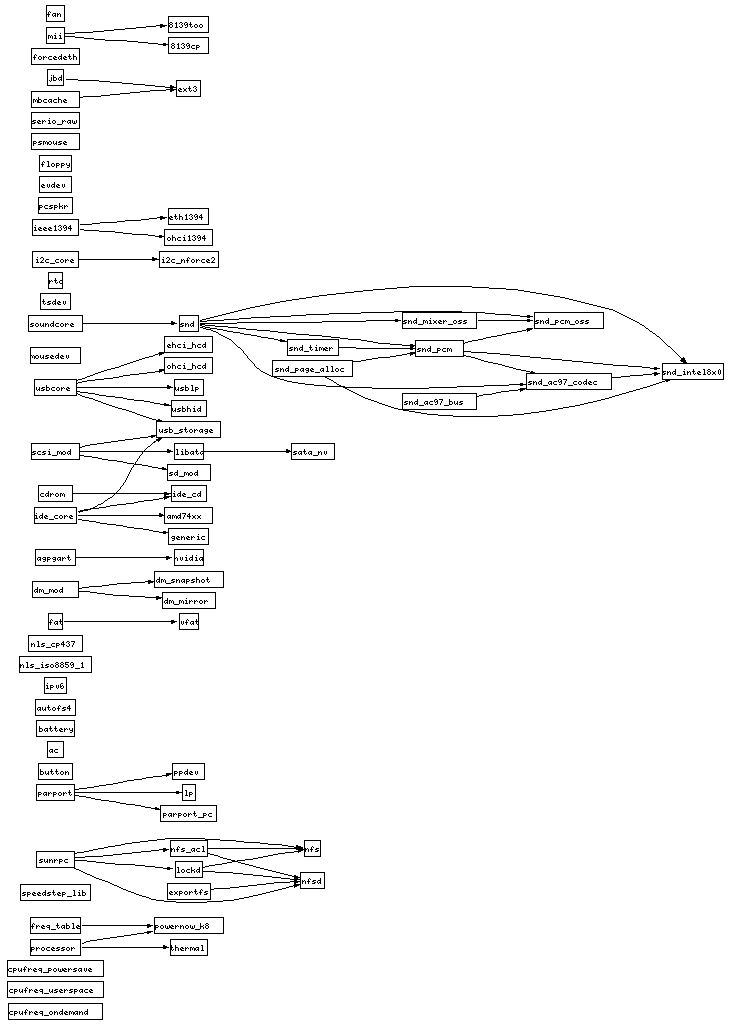 fan
mii
8139too
8139cp
forcedeth
jbd
ext3
mbcache
serio_raw
psmouse
floppy
evdev
pcspkr
eth1394
ieee1394
ohci1394
i2c_core
i2c_nforce2
rtc
tsdev
soundcore
snd
snd_mixer_oss
snd_pcm_oss
mousedev
ehci_hcd
snd_timer
snd_pcm
ohci_hcd
snd_page_alloc
snd_intel8x0
usbcore
usblp
snd_ac97_codec
usbhid
snd_ac97_bus
usb_storage
scsi_mod
libata
sata_nv
sd_mod
cdrom
ide_cd
ide_core
amd74xx
generic
agpgart
nvidia
dm_snapshot
dm_mod
dm_mirror
fat
vfat
nls_cp437
nls_iso8859_1
ipv6
autofs4
battery
ac
button
ppdev
parport
lp
parport_pc
nfs_acl
nfs
sunrpc
lockd
nfsd
speedstep_lib
exportfs
freq_table
powernow_k8
processor
thermal
cpufreq_powersave
cpufreq_userspace
cpufreq_ondemand